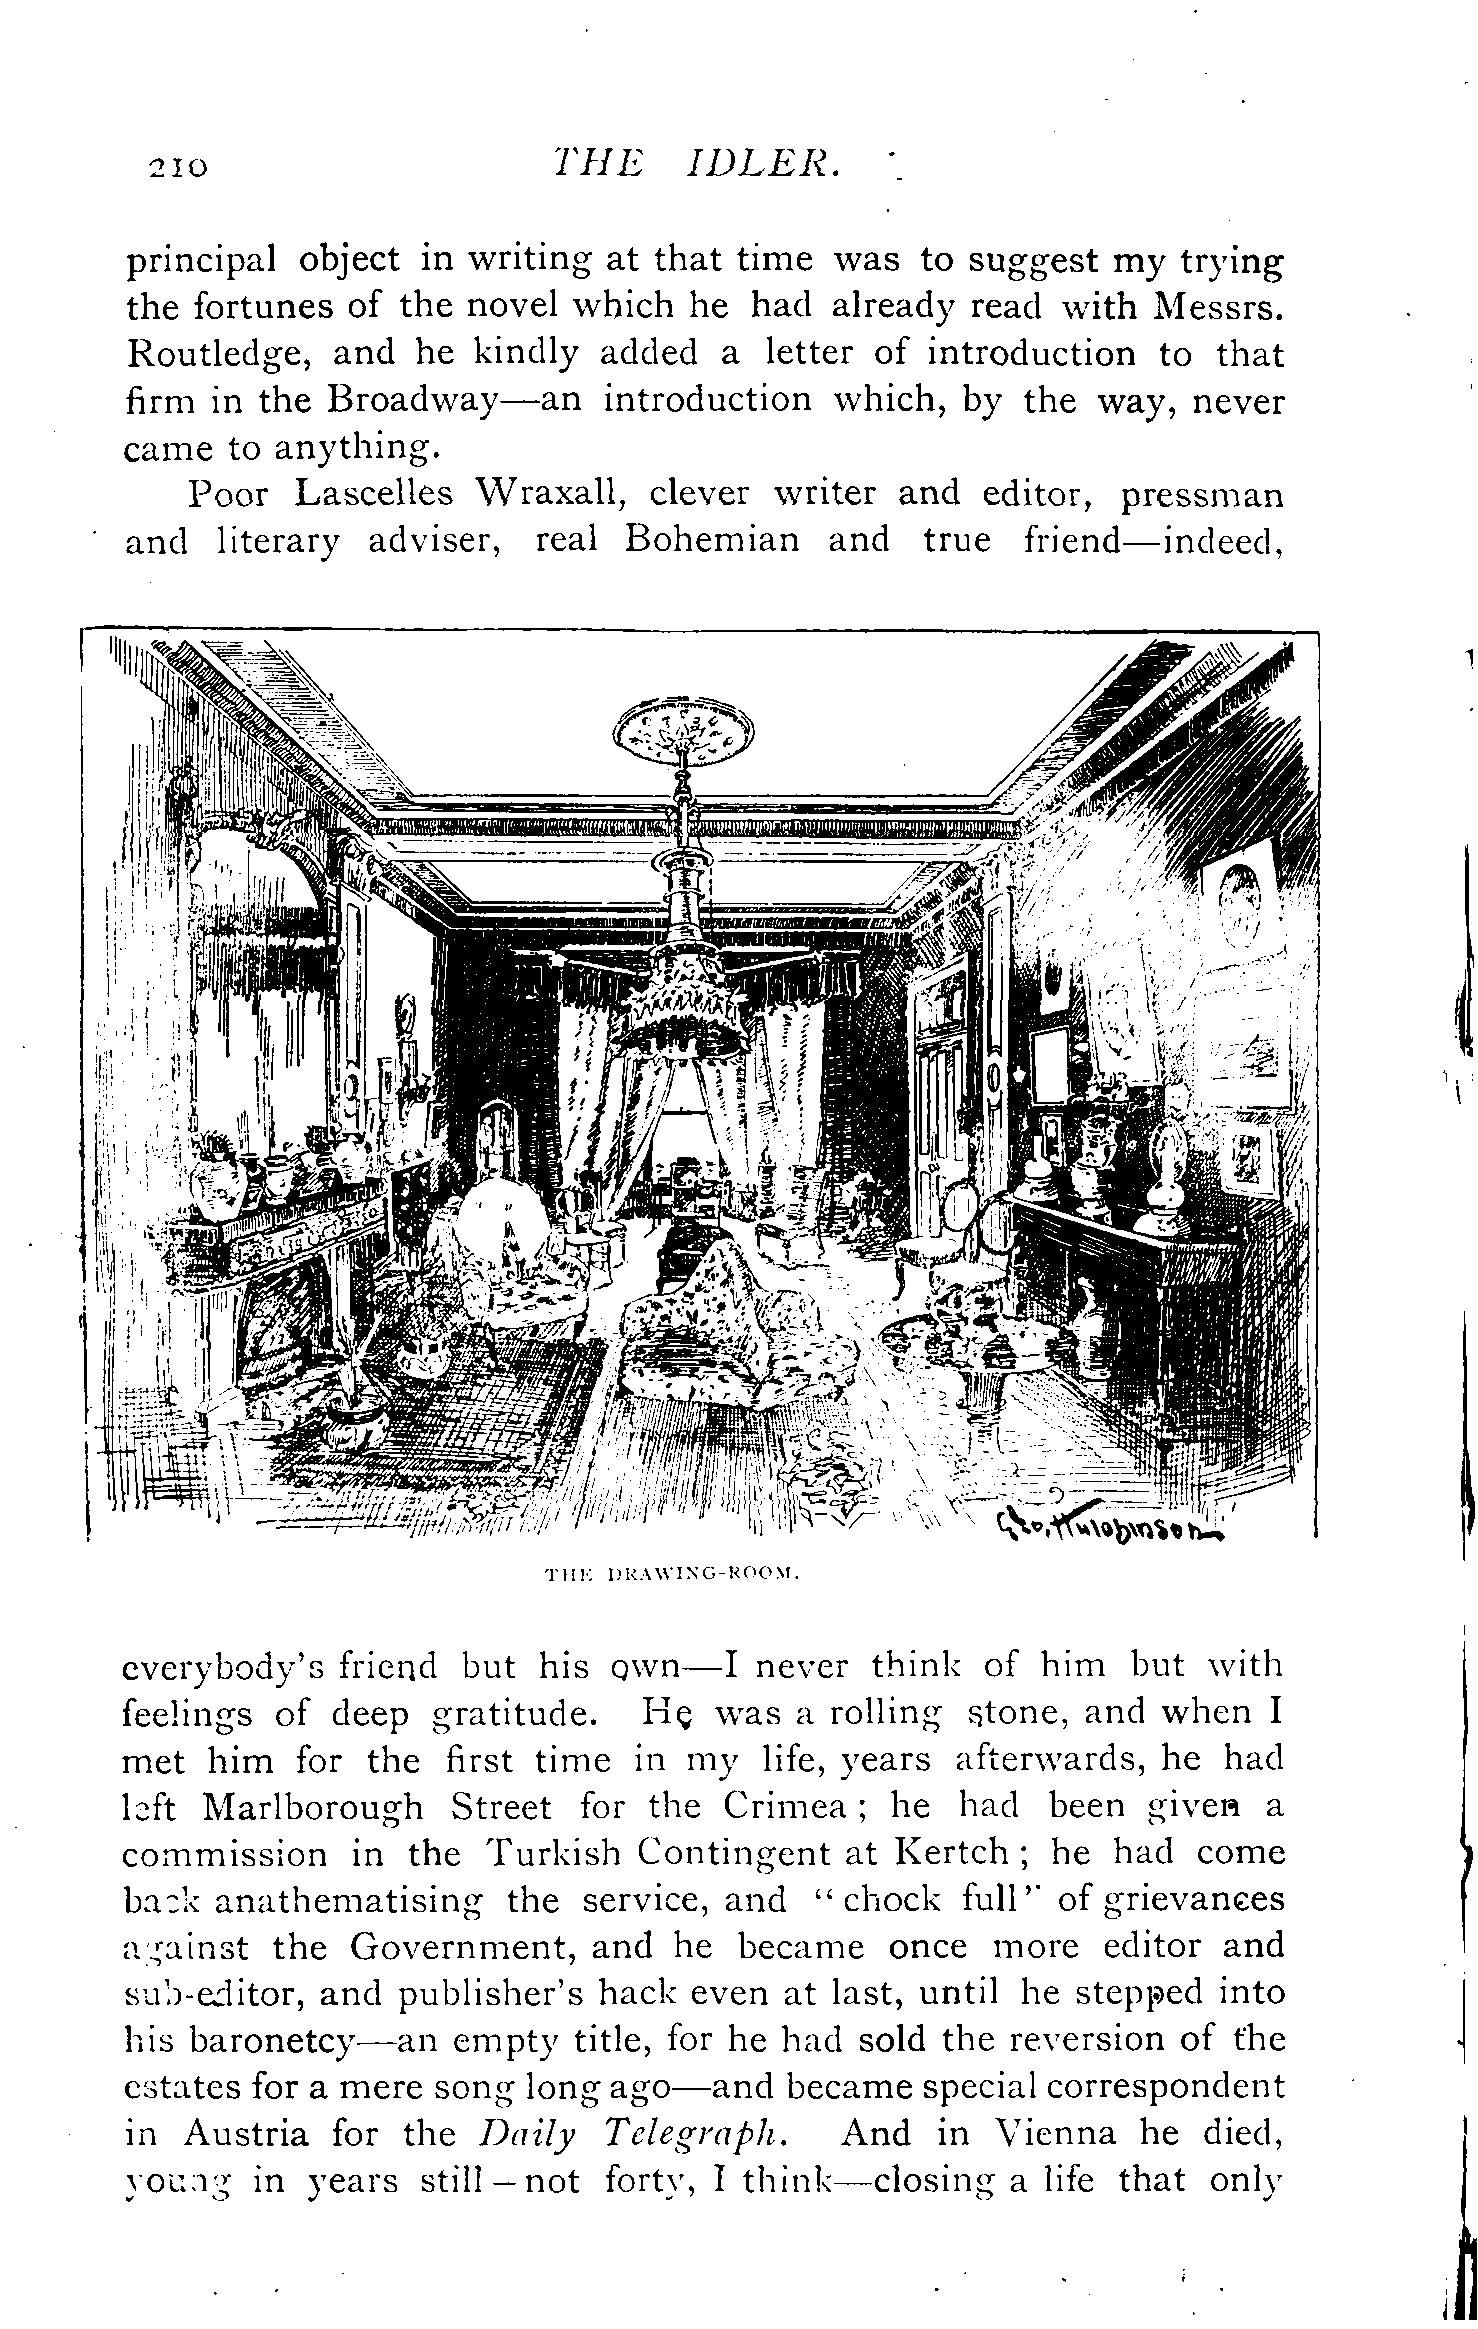 210 THE IDLER.
principal object in writing at that time was to suggest my trying
the fortunes of the novel which he had already read with Messrs.
Routledge, and he kindly added a letter of introduction to that
firm in the Broadway—an introduction which, by the way, never
came to anything.
Poor Lascelles Wraxall, clever writer and editor, pressman
and literary adviser, real Bohemian and true friend—indeed,
Geo. Hutchinson
THE DRAWING-ROOM.
everybody's friend but his own—I never think of him but with
feelings of deep gratitude. He was a rolling stone, and when I
met him for the first time in my life, years afterwards, he had
left Marlborough Street for the Crimea; he had been given a
commission in the Turkish Contingent at Kertch; he had come
back anathematising the service, and "chock full" of grievances
against the Government, and he became once more editor and
sub-editor, and publisher's hack even at last, until he stepped into
his baronetcy—an empty title, for he had sold the reversion of the
estates for a mere song long ago—and became special correspondent
in Austria for the Daily Telegraph. And in Vienna he died,
young in years still—not forty, I think—closing a life that only